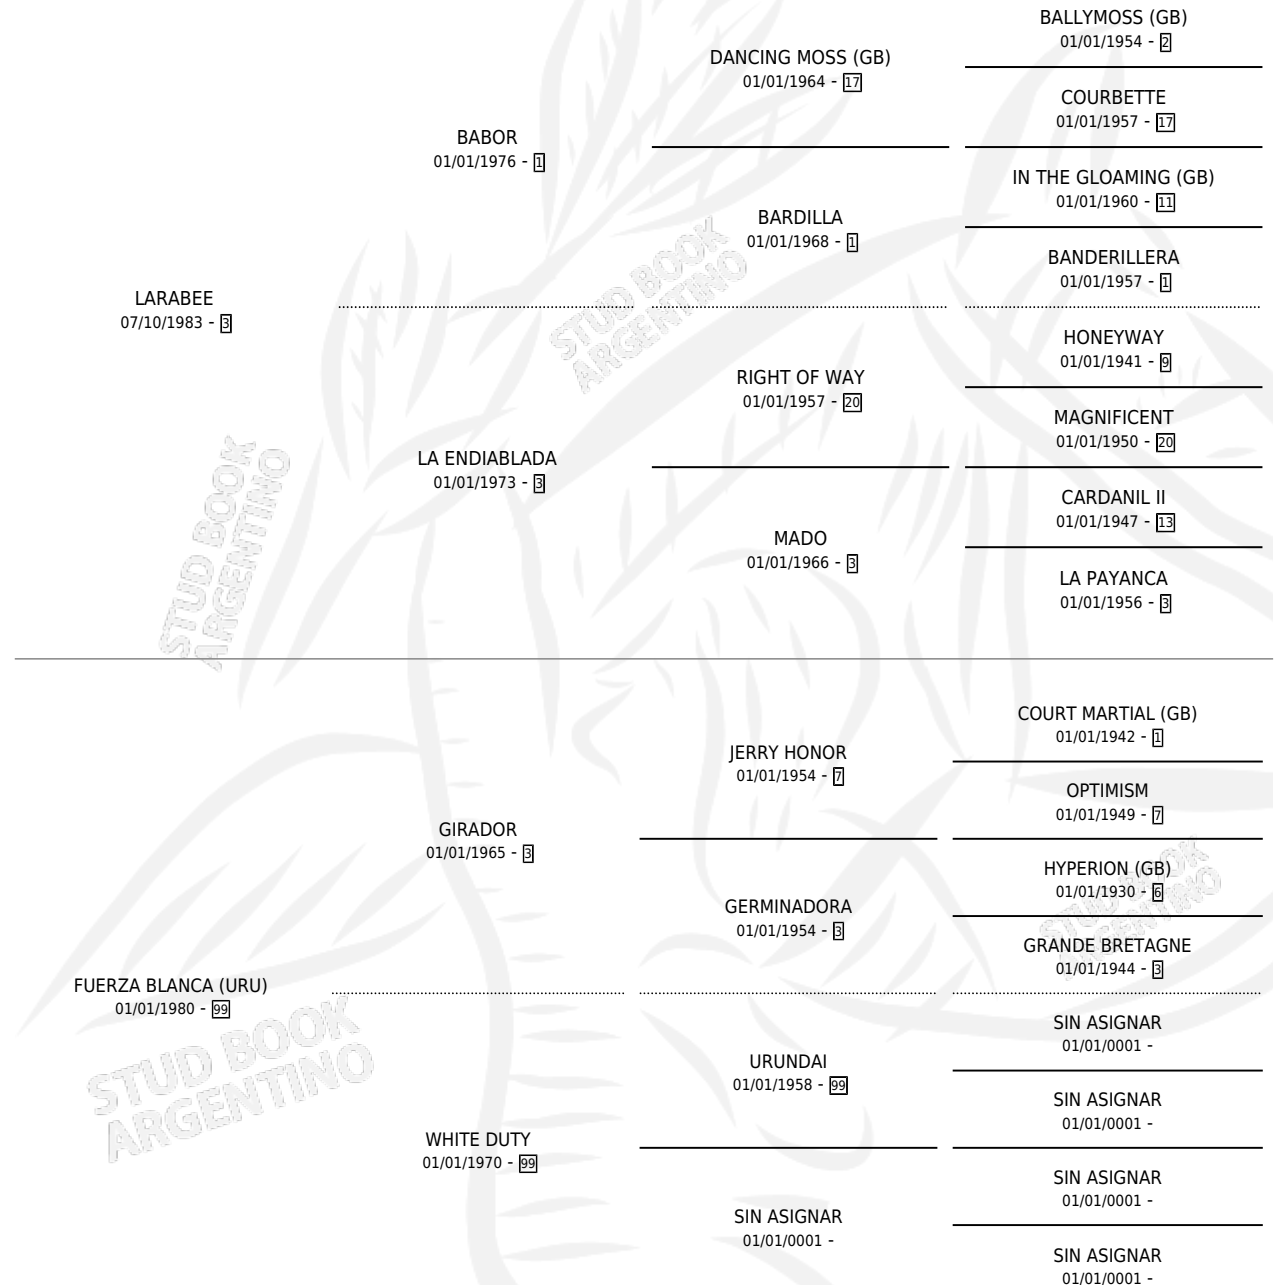 BALLYMOSS (GB)
01/01/1954 - 2
DANCING MOSS (GB)
01/01/1964 - 17
COURBETTE
01/01/1957 - 17
BABOR
01/01/1976 - 1
IN THE GLOAMING (GB)
01/01/1960 - 11
BARDILLA
01/01/1968 - 1
BANDERILLERA
01/01/1957 - 1
LARABEE
07/10/1983 - 3
HONEYWAY
01/01/1941 - 9
RIGHT OF WAY
01/01/1957 - 20
MAGNIFICENT
01/01/1950 - 20
LA ENDIABLADA
01/01/1973 - 3
CARDANIL II
01/01/1947 - 13
MADO
01/01/1966 - 3
LA PAYANCA
01/01/1956 - 3
STUD BOOK
ARGENTINO
STUD BOOK
ARGENTINO
COURT MARTIAL (GB)
01/01/1942 - 1
JERRY HONOR
01/01/1954 - 7
OPTIMISM
01/01/1949 - 7
GIRADOR
01/01/1965 - 3
HYPERION (GB)
01/01/1930 - 6
GERMINADORA
01/01/1954 - 3
GRANDE BRETAGNE
01/01/1944 - 3
FUERZA BLANCA (URU)
01/01/1980 - 99
SIN ASIGNAR
01/01/0001 -
URUNDAI
01/01/1958 - 99
SIN ASIGNAR
01/01/0001 -
WHITE DUTY
01/01/1970 - 99
SIN ASIGNAR
01/01/0001 -
SIN ASIGNAR
01/01/0001 -
SIN ASIGNAR
01/01/0001 -
STUD BOOK
ARGENTINO
STUD BOOK
ARGENTINO